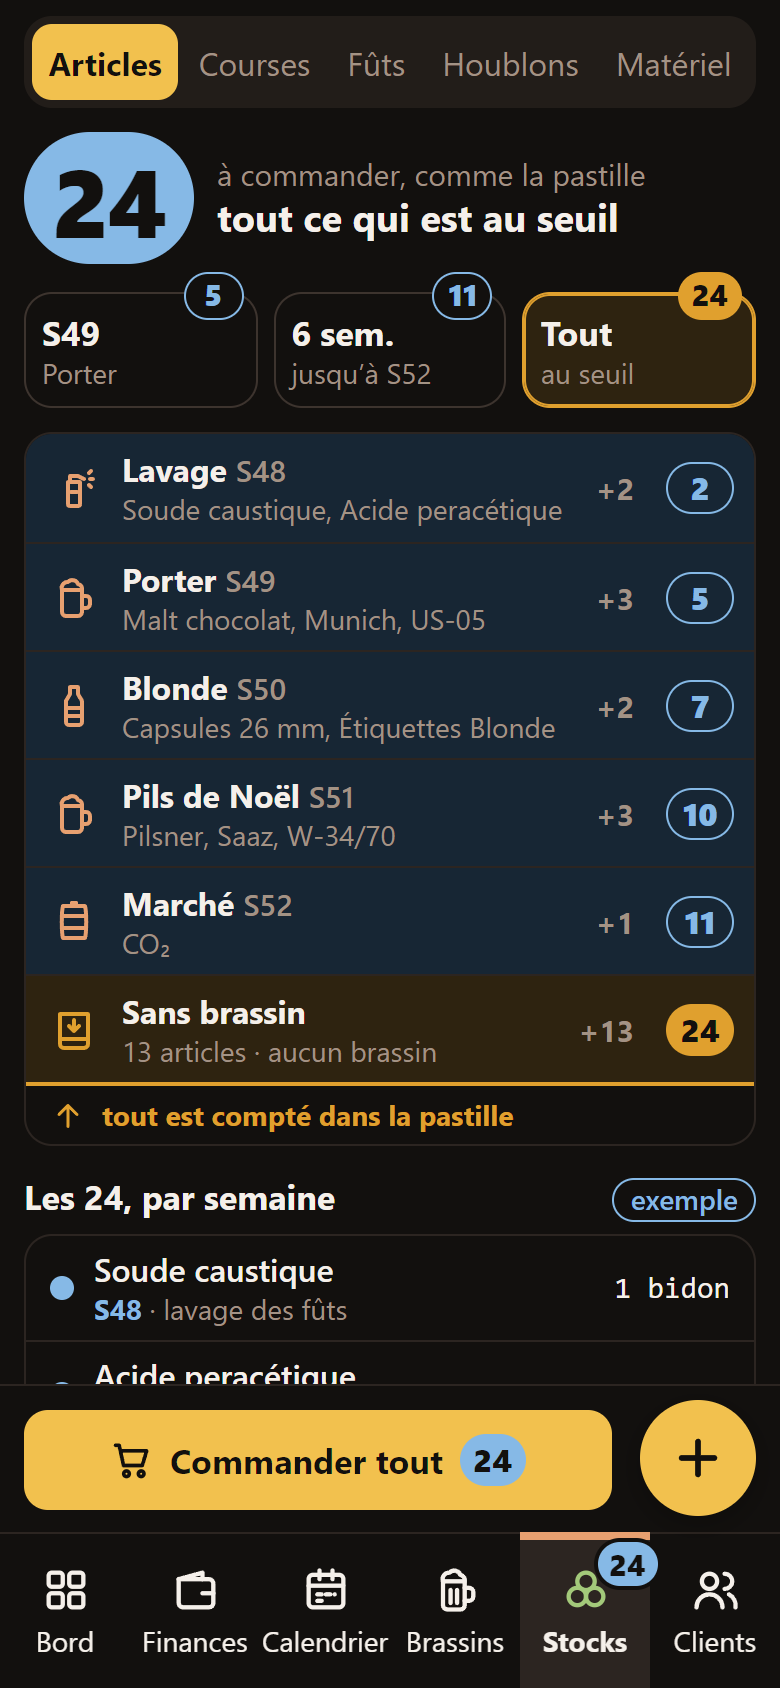 Articles Courses Fûts Houblons Matériel
24
à commander, comme la pastille
tout ce qui est au seuil
5
S49
Porter
11
6 sem.
jusqu’à S52
24
Tout
au seuil
Lavage S48
Soude caustique, Acide peracétique
+2
2
Porter S49
Malt chocolat, Munich, US-05
+3
5
Blonde S50
Capsules 26 mm, Étiquettes Blonde
+2
7
Pils de Noël S51
Pilsner, Saaz, W-34/70
+3
10
Marché S52
CO₂
+1
11
Sans brassin
13 articles · aucun brassin
+13
24
↑ tout est compté dans la pastille
Les 24, par semaine
exemple
Soude caustique
S48 · lavage des fûts
1 bidon
Acide peracétique
Commander tout 24
+
24
Bord Finances Calendrier Brassins Stocks Clients